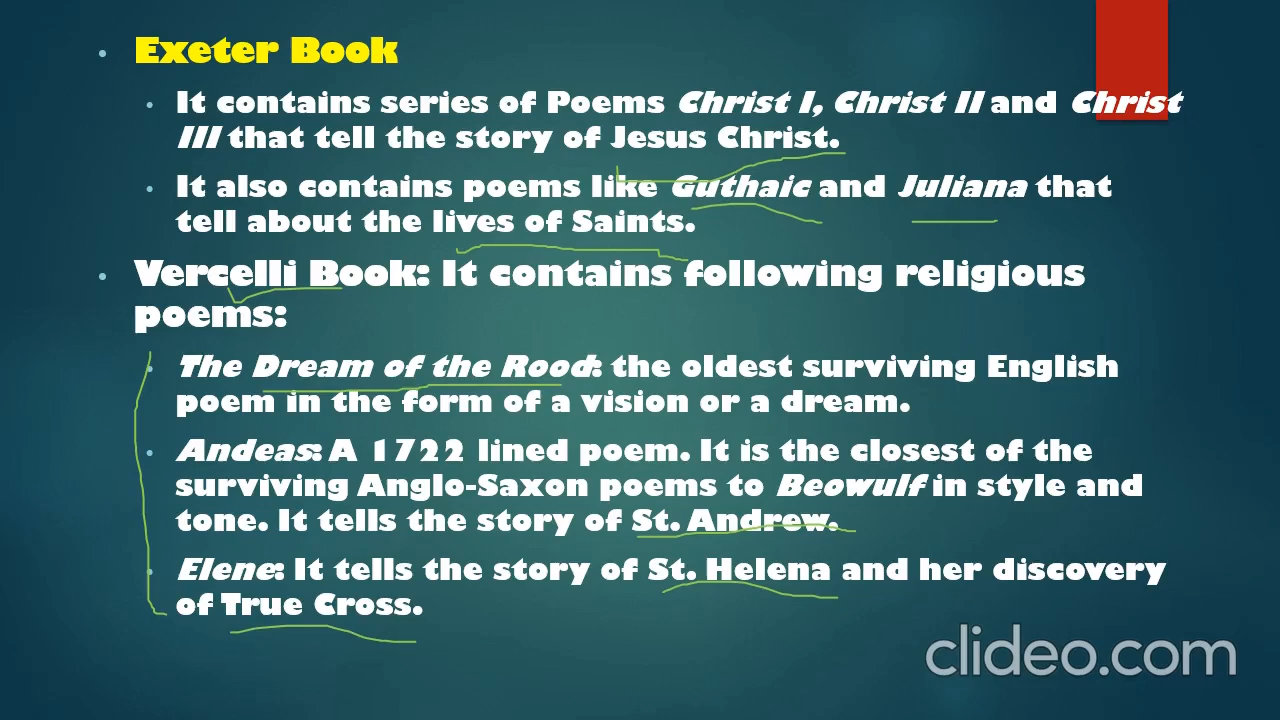 Exeter Book
It contains series of Poems Christ I, Christ II and Christ
III that tell the story of Jesus Christ.
It also contains poems like Guthaic and Juliana that
tell about the lives of Saints.
Vercelli Book: It contains following religious
poems:
The Dream of the Rood: the oldest surviving English
poem in the form of a vision or a dream.
Andeas: A 1722 lined poem. It is the closest of the
surviving Anglo-Saxon poems to Beowulf in style and
tone. It tells the story of St. Andrew.
Elene: It tells the story of St. Helena and her discovery
of True Cross.
clideo.com